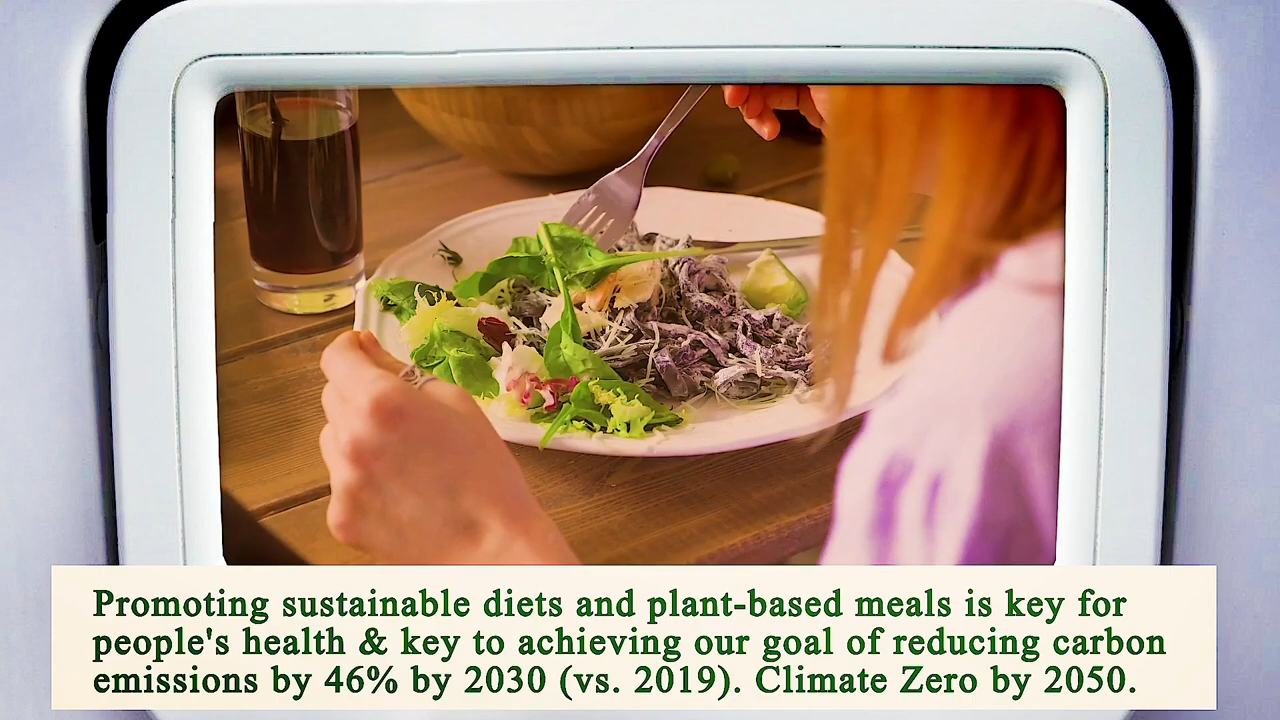 Promoting sustainable diets and plant-based meals is key for
people's health & key to achieving our goal of reducing carbon
emissions by 46% by 2030 (vs. 2019). Climate Zero by 2050.